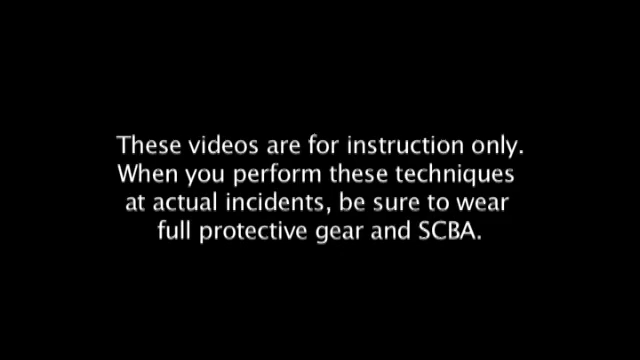 These videos are for instruction only.
When you perform these techniques
at actual incidents, be sure to wear
full protective gear and SCBA.